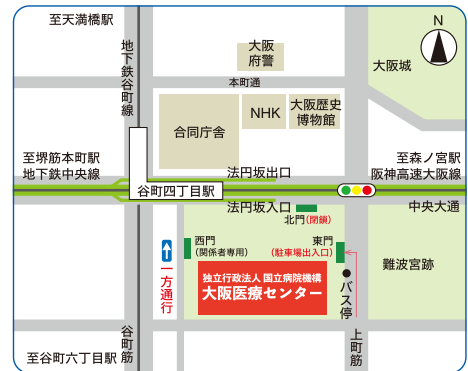 至天満橋駅
地下鉄谷町線
大阪
府警
N
大阪城
本町通
合同庁舎
NHK
大阪歴史
博物館
至堺筋本町駅
地下鉄中央線
法円坂出口
至森ノ宮駅
阪神高速大阪線
谷町四丁目駅
法円坂入口
中央大通
北門(閉鎖)
西門
(関係者専用)
東門
(駐車場出入口)
一方通行
独立行政法人 国立病院機構
大阪医療センター
難波宮跡
●バス停
谷町筋
上町筋
至谷町六丁目駅